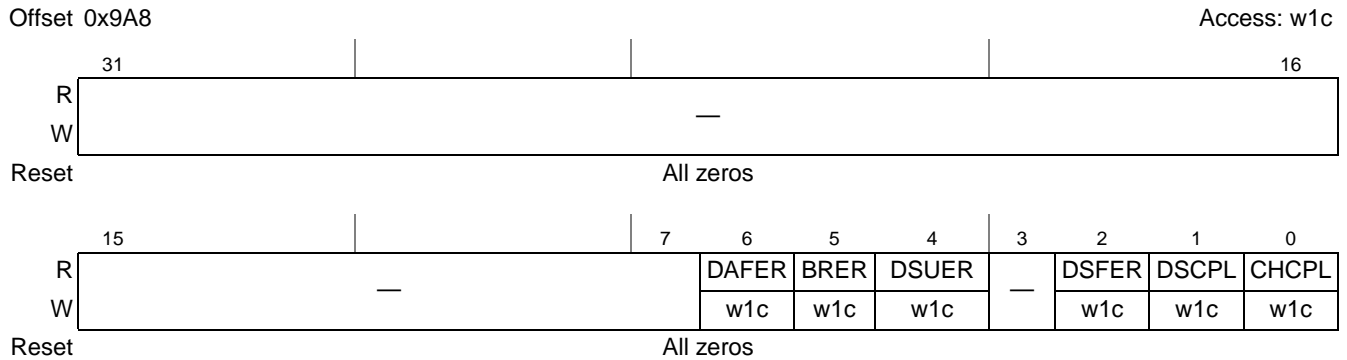 Offset 0x9A8 Access: w1c
31 16
R
—
W
Reset All zeros
15 7 6 5 4 3 2 1 0
R DAFER BRER DSUER DSFER DSCPL CHCPL
— —
W w1c w1c w1c w1c w1c w1c
Reset All zeros